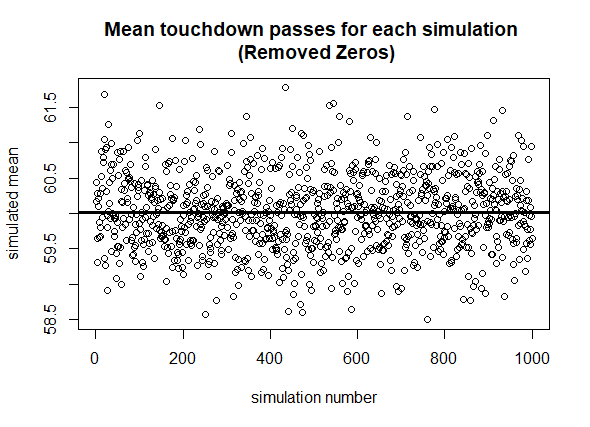 Mean touchdown passes for each simulation
(Removed Zeros)
simulated mean
61.5
60.5
59.5
58.5
0 200 400 600 800 1000
simulation number